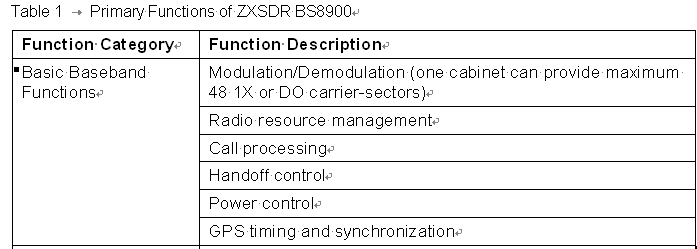 Table 1 → Primary Functions of ZXSDR BS8900
Function Category
Function Description
Basic Baseband
Functions
Modulation/Demodulation (one cabinet can provide maximum
48 1X or DO carrier-sectors)
Radio resource management
Call processing
Handoff control
Power control
GPS timing and synchronization